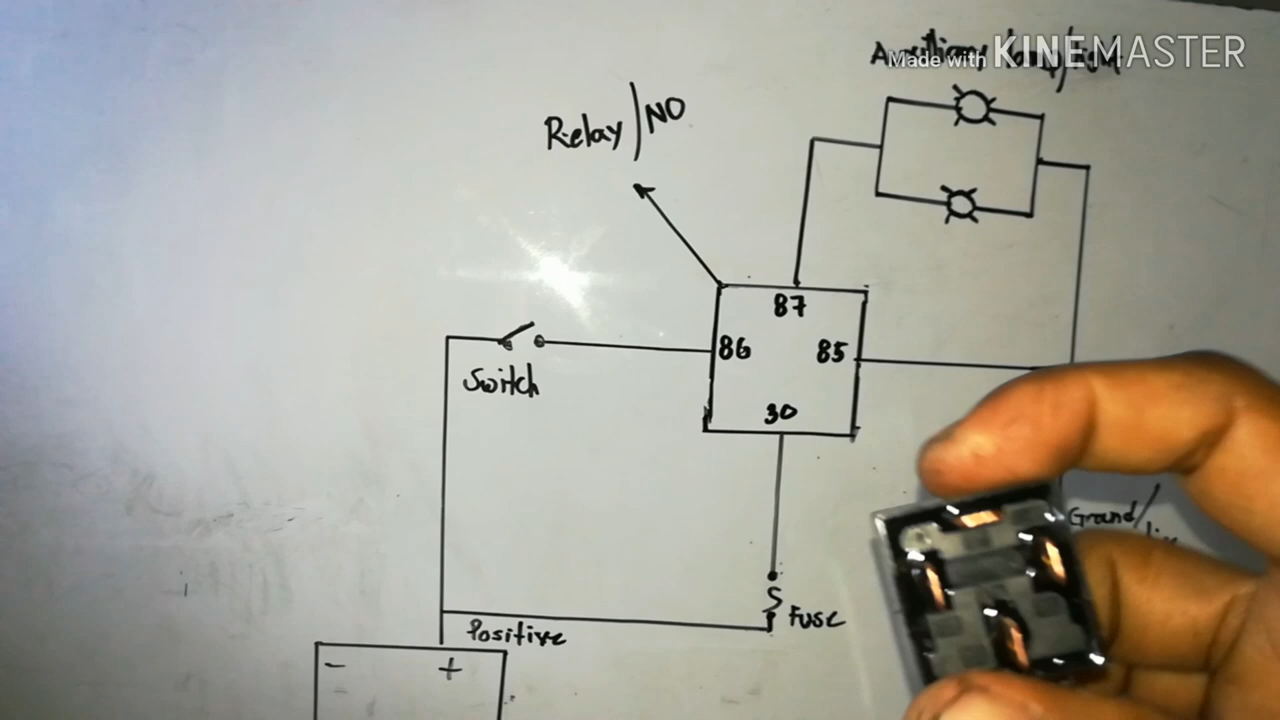 Made with KINEMASTER
Relay/NO
87
86
85
Switch
30
Fuse
Positive
- +
Ground/